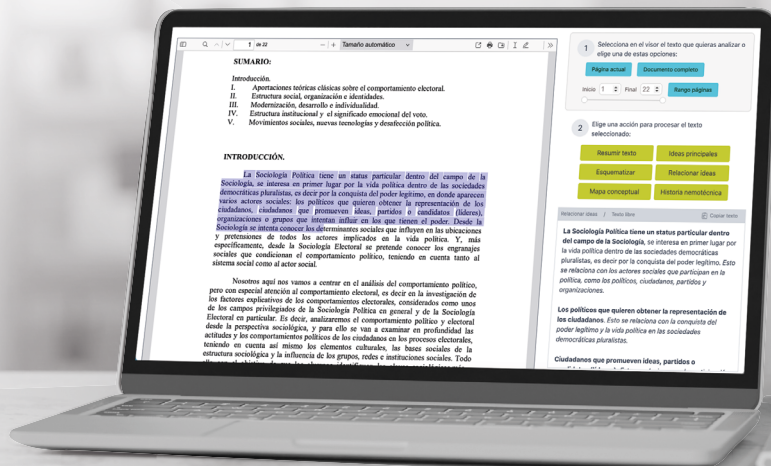 1 de 22
Tamaño automático
SUMARIO:
Introducción.
I. Aportaciones teóricas clásicas sobre el comportamiento electoral.
II. Estructura social, organización e identidades.
III. Modernización, desarrollo e individualidad.
IV. Estructura institucional y el significado emocional del voto.
V. Movimientos sociales, nuevas tecnologías y desafección política.
INTRODUCCIÓN.
La Sociología Política tiene un status particular dentro del campo de la
Sociología, se interesa en primer lugar por la vida política dentro de las sociedades
democráticas pluralistas, es decir por la conquista del poder legítimo, en donde aparecen
varios actores sociales: los políticos que quieren obtener la representación de los
ciudadanos, ciudadanos que promueven ideas, partidos o candidatos (líderes),
organizaciones o grupos que intentan influir en los que tienen el poder. Desde la
Sociología se intenta conocer los determinantes sociales que influyen en las ubicaciones
y pretensiones de todos los actores implicados en la vida política. Y, más
específicamente, desde la Sociología Electoral se pretende conocer los engranajes
sociales que condicionan el comportamiento político, teniendo en cuenta tanto al
sistema social como al actor social.
Nosotros aquí nos vamos a centrar en el análisis del comportamiento político,
pero con especial atención al comportamiento electoral, es decir en la investigación de
los factores explicativos de los comportamientos electorales, considerados como unos
de los campos privilegiados de la Sociología Política en general y de la Sociología
Electoral en particular. Es decir, analizaremos el comportamiento político y electoral
desde la perspectiva sociológica, y para ello se van a examinar en profundidad las
actitudes y los comportamientos políticos de los ciudadanos en los procesos electorales,
teniendo en cuenta así mismo los elementos culturales, las bases sociales de la
estructura sociológica y la influencia de los grupos, redes e instituciones sociales. Todo
1 Selecciona en el visor el texto que quieras analizar o
elige una de estas opciones:
Página actual Documento completo
Inicio 1 Final 22 Rango páginas
2 Elige una acción para procesar el texto
seleccionado:
Resumir texto Ideas principales
Esquematizar Relacionar ideas
Mapa conceptual Historia nemotécnica
Relacionar ideas / Texto libre Copiar texto
La Sociología Política tiene un status particular dentro
del campo de la Sociología, se interesa en primer lugar por
la vida política dentro de las sociedades democráticas
pluralistas, es decir por la conquista del poder legítimo. Esto
se relaciona con los actores sociales que participan en la
política, como los políticos, ciudadanos, partidos y
organizaciones.
Los políticos que quieren obtener la representación de
los ciudadanos. Esto se relaciona con la conquista del
poder legítimo y la vida política en las sociedades
democráticas pluralistas.
Ciudadanos que promueven ideas, partidos o